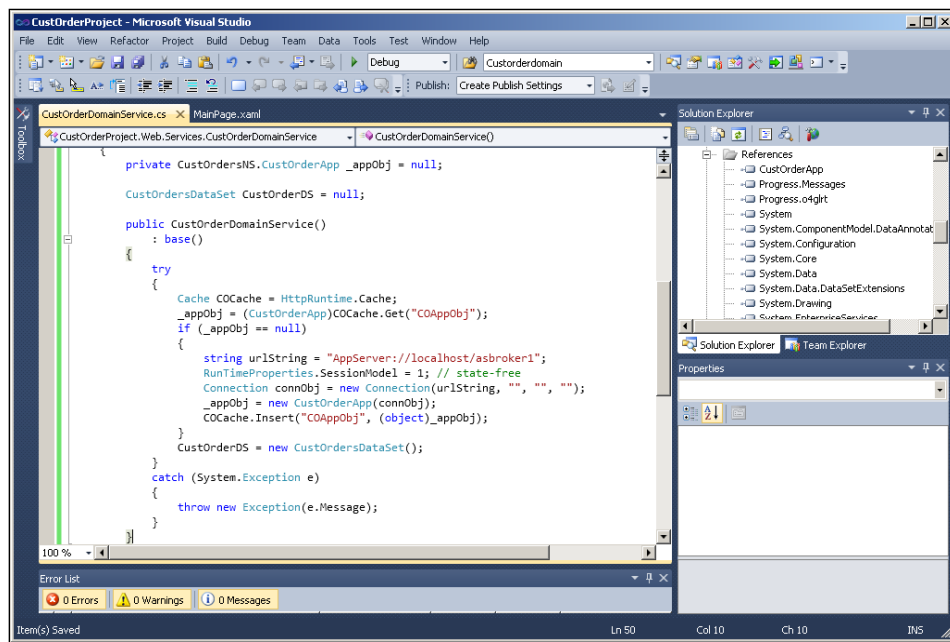 CustOrderProject - Microsoft Visual Studio
File Edit View Refactor Project Build Debug Team Data Tools Test Window Help
Debug Custorderdomain
Publish: Create Publish Settings
CustOrderDomainService.cs MainPage.xaml
CustOrderProject.Web.Services.CustOrderDomainService CustOrderDomainService()
Toolbox
{
private CustOrdersNS.CustOrderApp _appObj = null;
CustOrdersDataSet CustOrderDS = null;
public CustOrderDomainService()
: base()
{
try
{
Cache COCache = HttpRuntime.Cache;
_appObj = (CustOrderApp)COCache.Get("COAppObj");
if (_appObj == null)
{
string urlString = "AppServer://localhost/asbroker1";
RunTimeProperties.SessionModel = 1; // state-free
Connection connObj = new Connection(urlString, "", "", "");
_appObj = new CustOrderApp(connObj);
COCache.Insert("COAppObj", (object)_appObj);
}
CustOrderDS = new CustOrdersDataSet();
}
catch (System.Exception e)
{
throw new Exception(e.Message);
}
}
100 %
Error List
0 Errors 0 Warnings 0 Messages
Solution Explorer
References
CustOrderApp
Progress.Messages
Progress.o4glrt
System
System.ComponentModel.DataAnnotat
System.Configuration
System.Core
System.Data
System.Data.DataSetExtensions
System.Drawing
System.EnterpriseServices
Solution Explorer Team Explorer
Properties
Item(s) Saved Ln 50 Col 10 Ch 10 INS